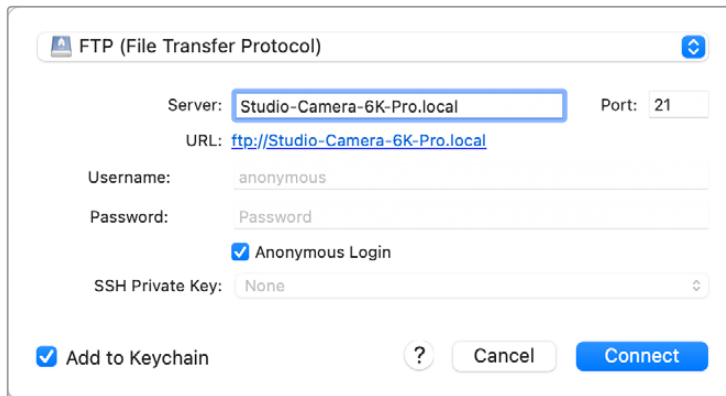 FTP (File Transfer Protocol)
Server: Studio-Camera-6K-Pro.local Port: 21
URL: ftp://Studio-Camera-6K-Pro.local
Username: anonymous
Password: Password
Anonymous Login
SSH Private Key: None
Add to Keychain ? Cancel Connect